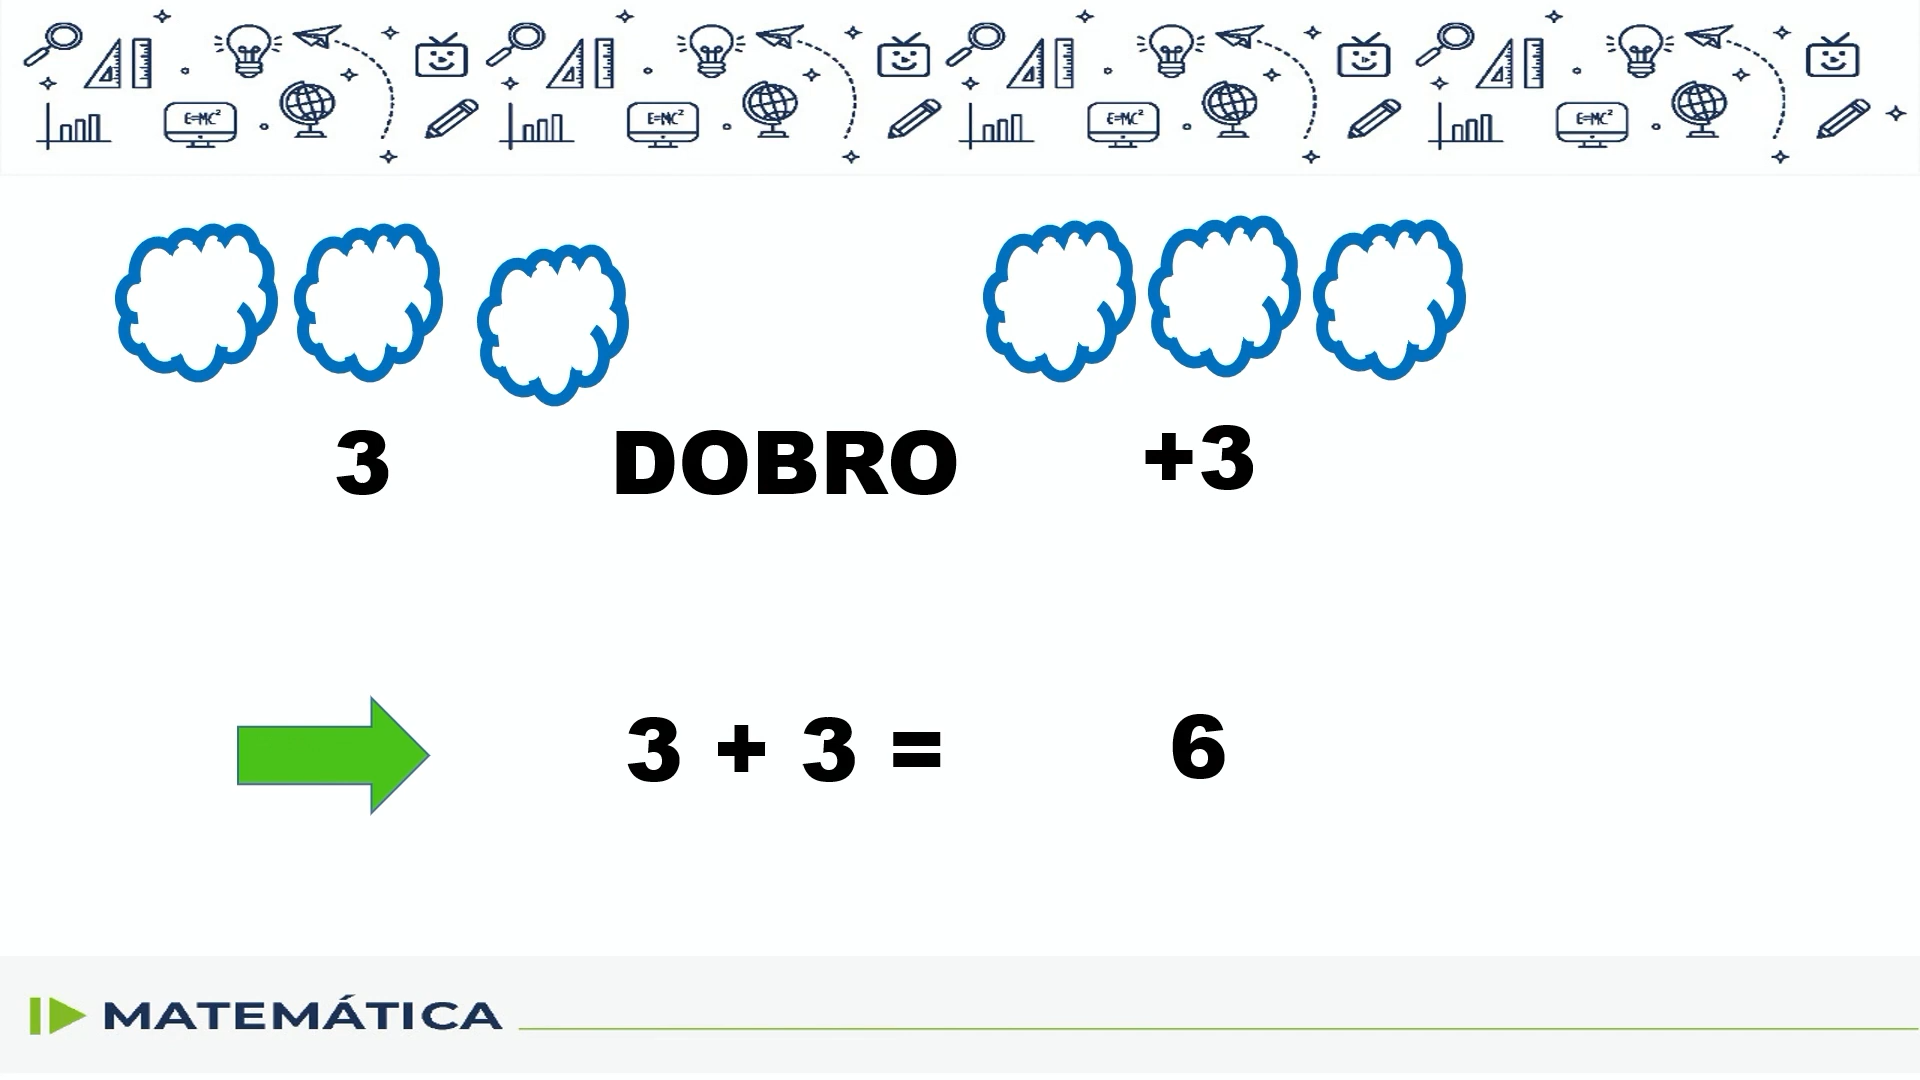 E=MC² E=MC² E=MC² E=MC²
3 DOBRO +3
3 + 3 = 6
MATEMÁTICA